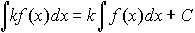 ∫kf(x)dx = k∫f(x)dx + C